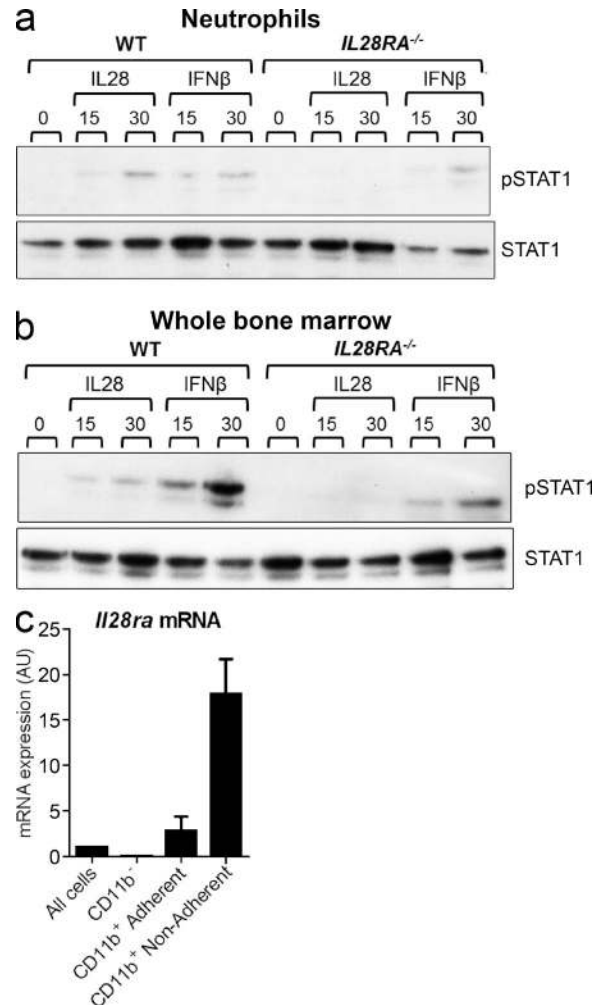 a Neutrophils
WT IL28RA-/-
IL28 IFNβ IL28 IFNβ
0 15 30 15 30 0 15 30 15 30
pSTAT1
STAT1
b Whole bone marrow
WT IL28RA-/-
IL28 IFNβ IL28 IFNβ
0 15 30 15 30 0 15 30 15 30
pSTAT1
STAT1
c Il28ra mRNA
mRNA expression (AU)
25
20
15
10
5
0
All cells
CD11b-
CD11b+ Adherent
CD11b+ Non-Adherent